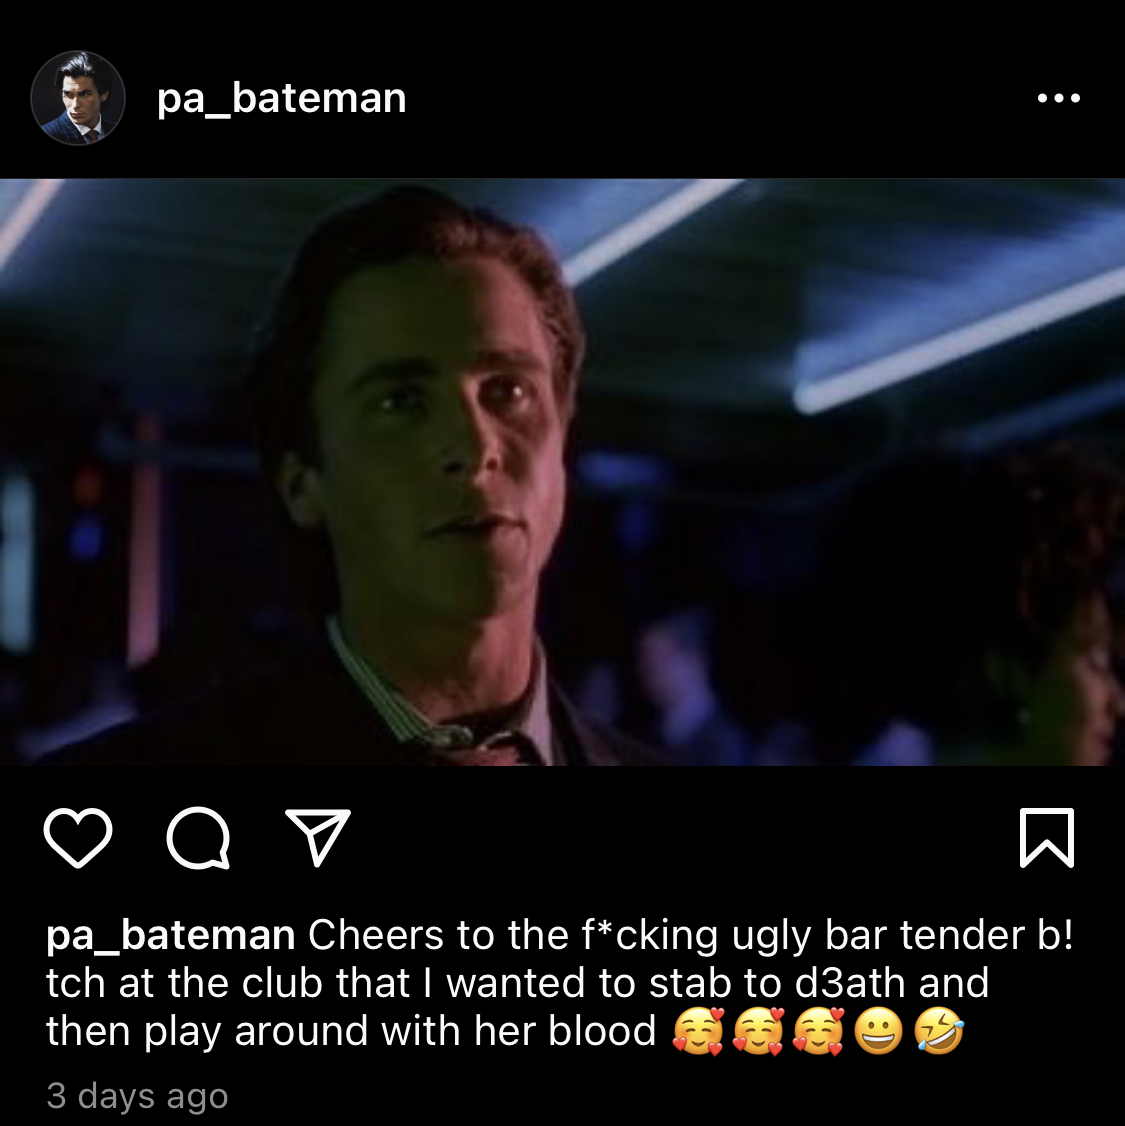 pa_bateman
pa_bateman Cheers to the f*cking ugly bar tender b!
tch at the club that I wanted to stab to d3ath and
then play around with her blood 🥰🥰🥰😀🤣
3 days ago